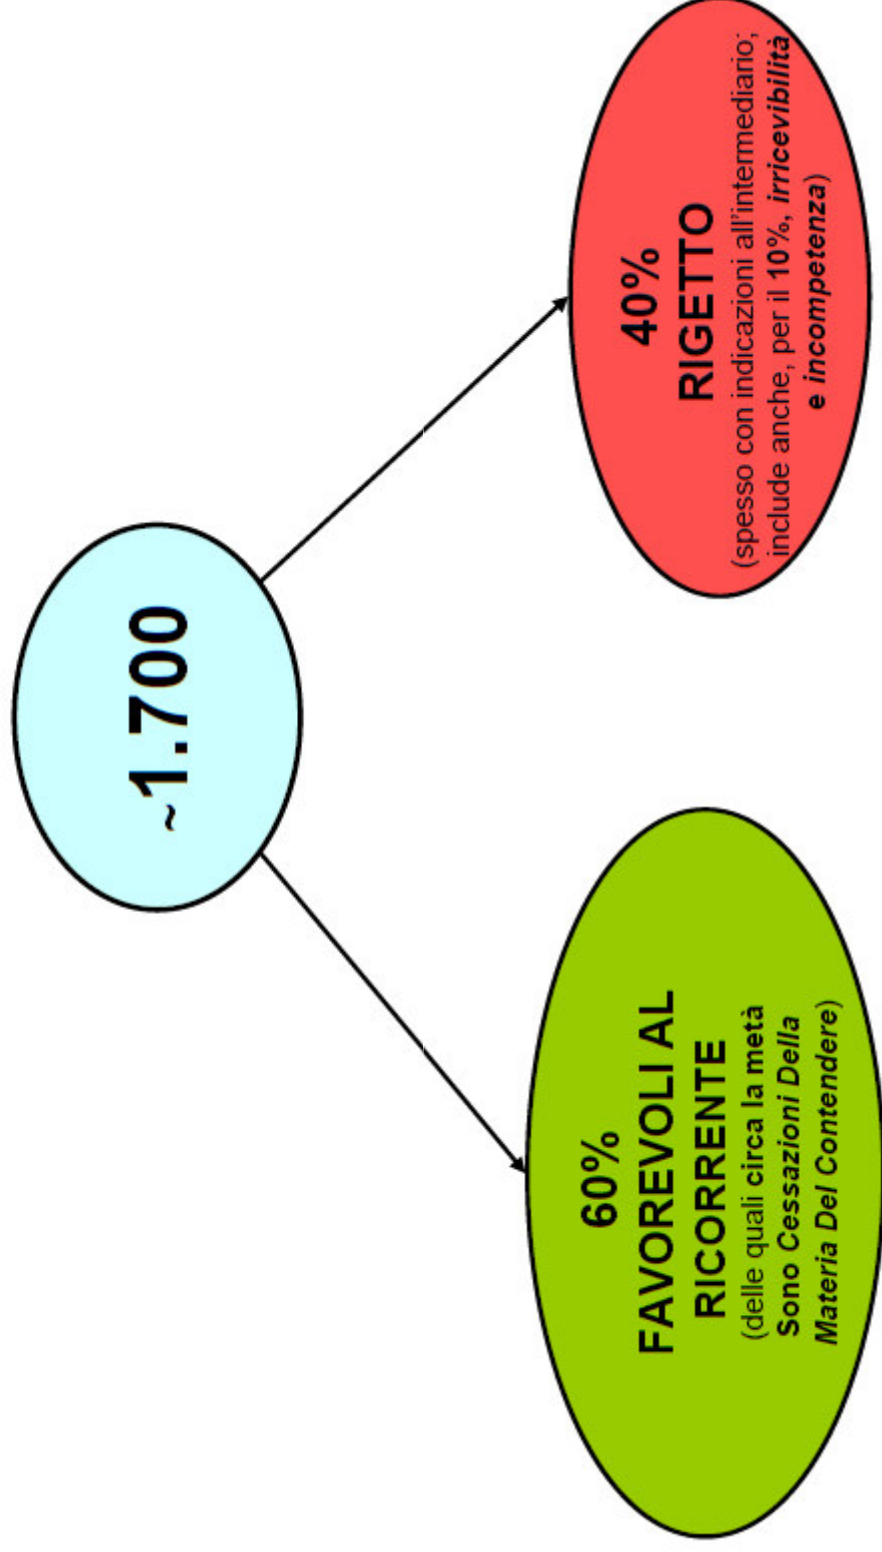 ~1.700
60%
FAVOREVOLI AL
RICORRENTE
(delle quali circa la metà
Sono Cessazioni Della
Materia Del Contendere)
40%
RIGETTO
(spesso con indicazioni all'intermediario;
include anche, per il 10%, irricevibilità
e incompetenza)